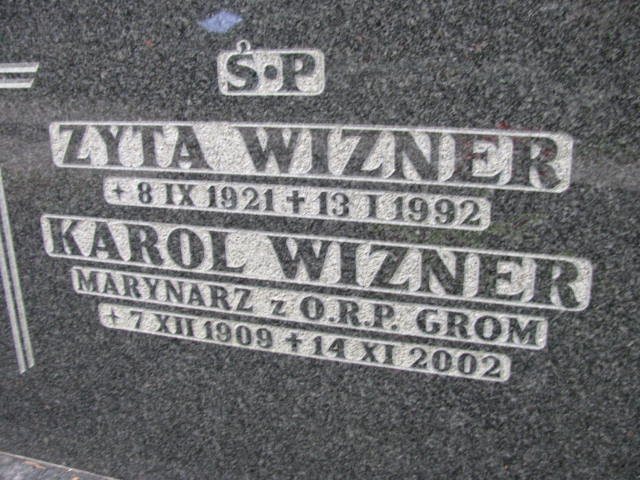 Ś•P
ZYTA WIZNER
+ 8 IX 1921 † 13 I 1992
KAROL WIZNER
MARYNARZ z O.R.P. GROM
+ 7 XII 1909 † 14 XI 2002